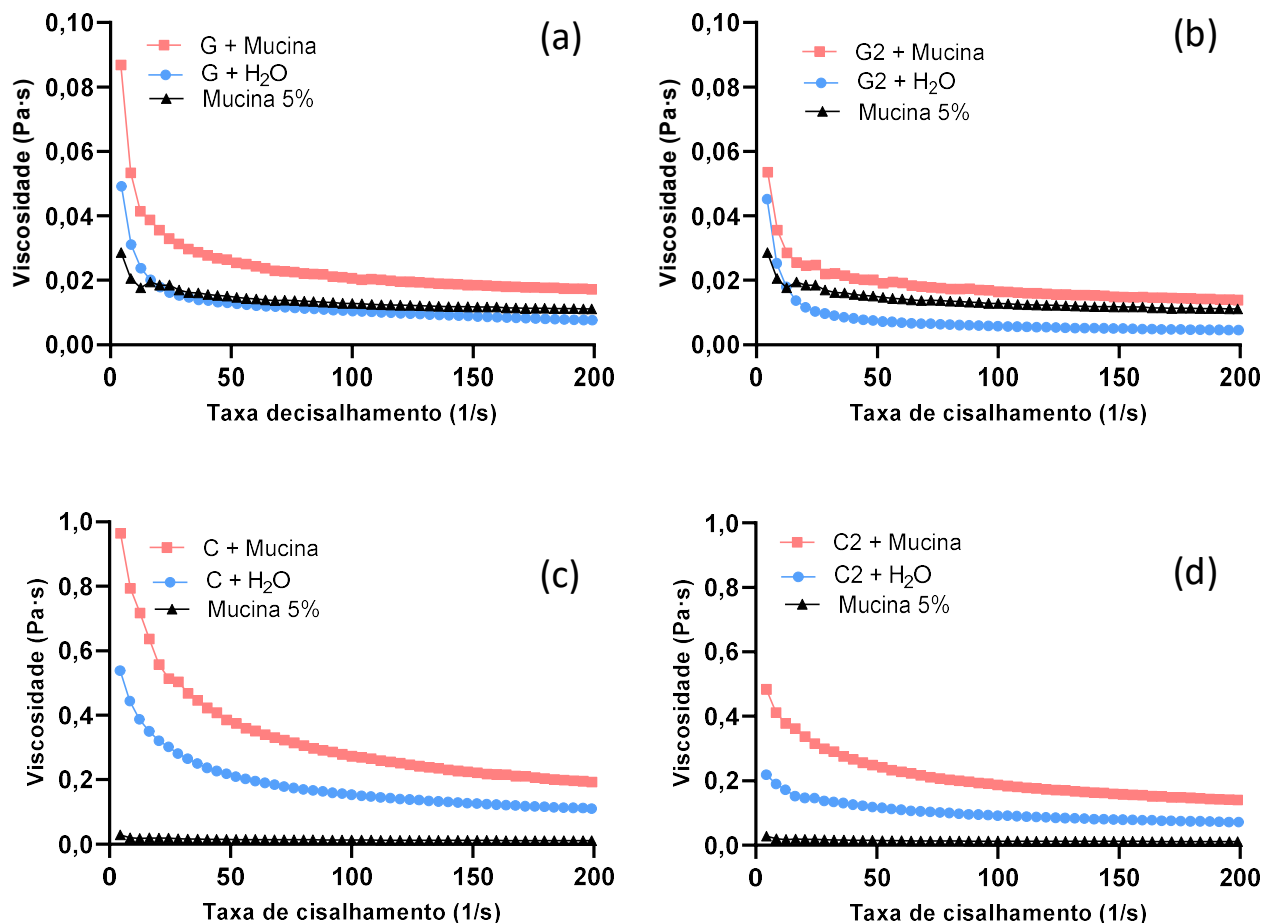 0,10
0,08
0,06
0,04
0,02
0,00
Viscosidade (Pa·s)
G + Mucina
G + H₂O
Mucina 5%
(a)
0 50 100 150 200
Taxa decisalhamento (1/s)
0,10
0,08
0,06
0,04
0,02
0,00
Viscosidade (Pa·s)
G2 + Mucina
G2 + H₂O
Mucina 5%
(b)
0 50 100 150 200
Taxa de cisalhamento (1/s)
1,0
0,8
0,6
0,4
0,2
0,0
Viscosidade (Pa·s)
C + Mucina
C + H₂O
Mucina 5%
(c)
0 50 100 150 200
Taxa de cisalhamento (1/s)
1,0
0,8
0,6
0,4
0,2
0,0
Viscosidade (Pa·s)
C2 + Mucina
C2 + H₂O
Mucina 5%
(d)
0 50 100 150 200
Taxa de cisalhamento (1/s)